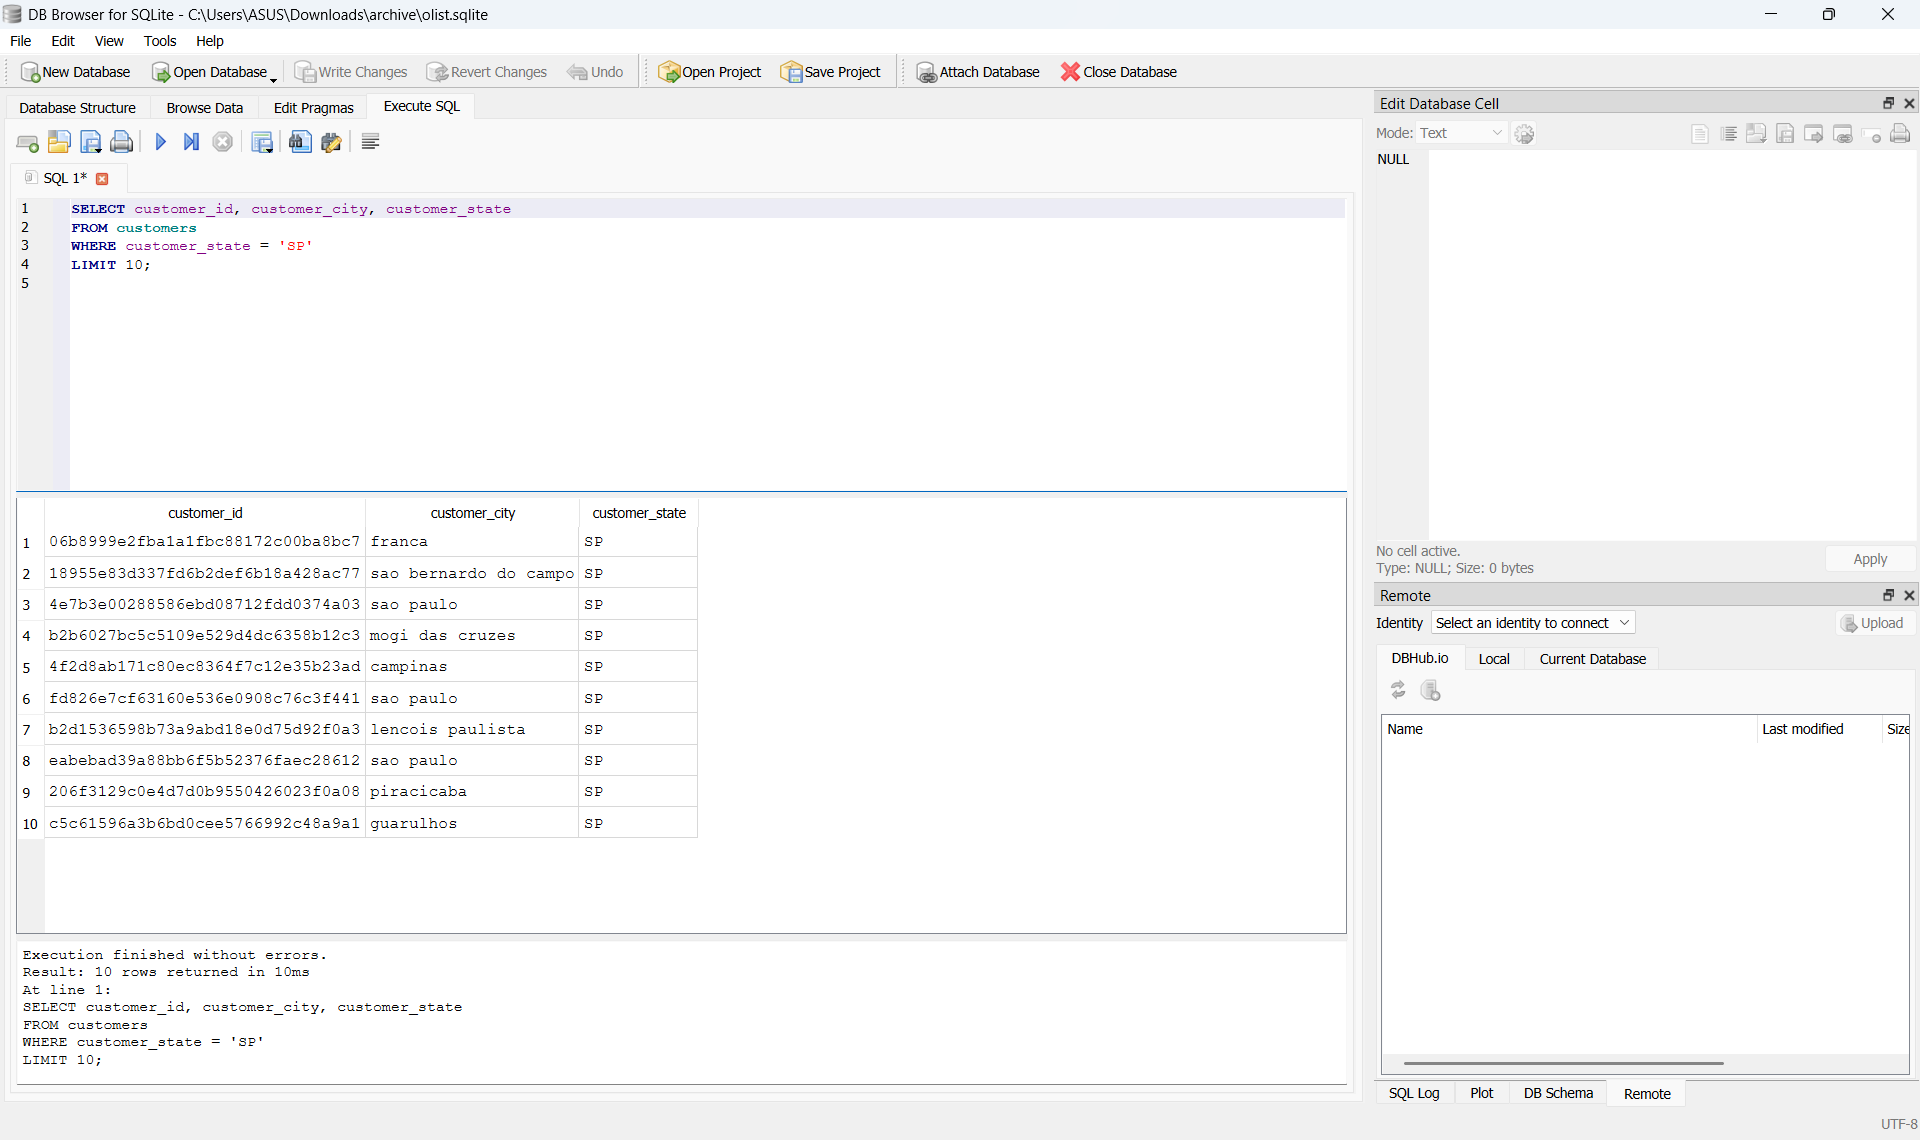 DB Browser for SQLite - C:\Users\ASUS\Downloads\archive\olist.sqlite
File Edit View Tools Help
New Database Open Database Write Changes Revert Changes Undo Open Project Save Project Attach Database Close Database
Database Structure Browse Data Edit Pragmas Execute SQL
SQL 1*
1 SELECT customer_id, customer_city, customer_state
2 FROM customers
3 WHERE customer_state = 'SP'
4 LIMIT 10;
5
customer_id customer_city customer_state
1 06b8999e2fba1a1fbc88172c00ba8bc7 franca SP
2 18955e83d337fd6b2def6b18a428ac77 sao bernardo do campo SP
3 4e7b3e00288586ebd08712fdd0374a03 sao paulo SP
4 b2b6027bc5c5109e529d4dc6358b12c3 mogi das cruzes SP
5 4f2d8ab171c80ec8364f7c12e35b23ad campinas SP
6 fd826e7cf63160e536e0908c76c3f441 sao paulo SP
7 b2d1536598b73a9abd18e0d75d92f0a3 lencois paulista SP
8 eabebad39a88bb6f5b52376faec28612 sao paulo SP
9 206f3129c0e4d7d0b9550426023f0a08 piracicaba SP
10 c5c61596a3b6bd0cee5766992c48a9a1 guarulhos SP
Execution finished without errors.
Result: 10 rows returned in 10ms
At line 1:
SELECT customer_id, customer_city, customer_state
FROM customers
WHERE customer_state = 'SP'
LIMIT 10;
Edit Database Cell
Mode: Text
NULL
No cell active.
Type: NULL; Size: 0 bytes
Apply
Remote
Identity Select an identity to connect Upload
DBHub.io Local Current Database
Name Last modified Size
SQL Log Plot DB Schema Remote
UTF-8